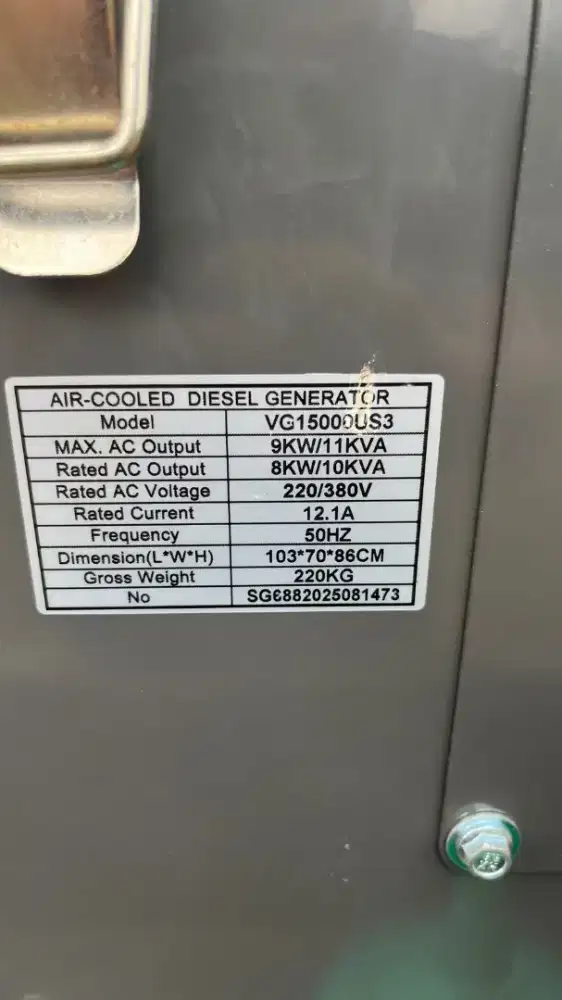 AIR-COOLED DIESEL GENERATOR
Model VG15000US3
MAX. AC Output 9KW/11KVA
Rated AC Output 8KW/10KVA
Rated AC Voltage 220/380V
Rated Current 12.1A
Frequency 50HZ
Dimension(L*W*H) 103*70*86CM
Gross Weight 220KG
No SG6882025081473